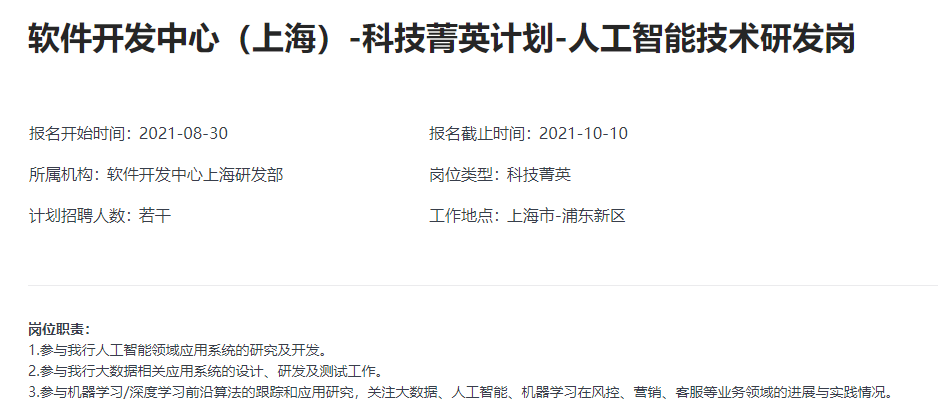 软件开发中心（上海）-科技菁英计划-人工智能技术研发岗
报名开始时间：2021-08-30 报名截止时间：2021-10-10
所属机构：软件开发中心上海研发部 岗位类型：科技菁英
计划招聘人数：若干 工作地点：上海市-浦东新区
岗位职责：
1.参与我行人工智能领域应用系统的研究及开发。
2.参与我行大数据相关应用系统的设计、研发及测试工作。
3.参与机器学习/深度学习前沿算法的跟踪和应用研究，关注大数据、人工智能、机器学习在风控、营销、客服等业务领域的进展与实践情况。